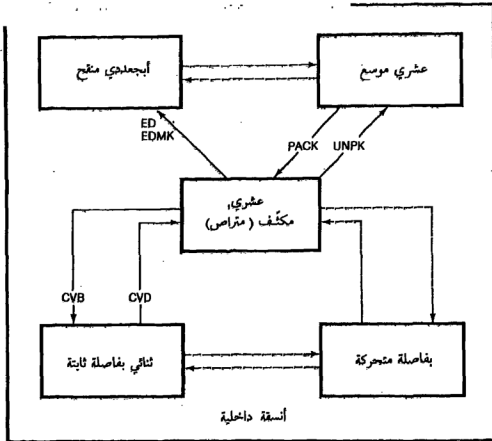 عشري موسع
أبجعددي منقح
ED
EDMK
PACK
UNPK
عشري
مكثف (متراص)
CVB
CVD
بفاصلة متحركة
ثنائي بفاصلة ثابتة
أنسقة داخلية